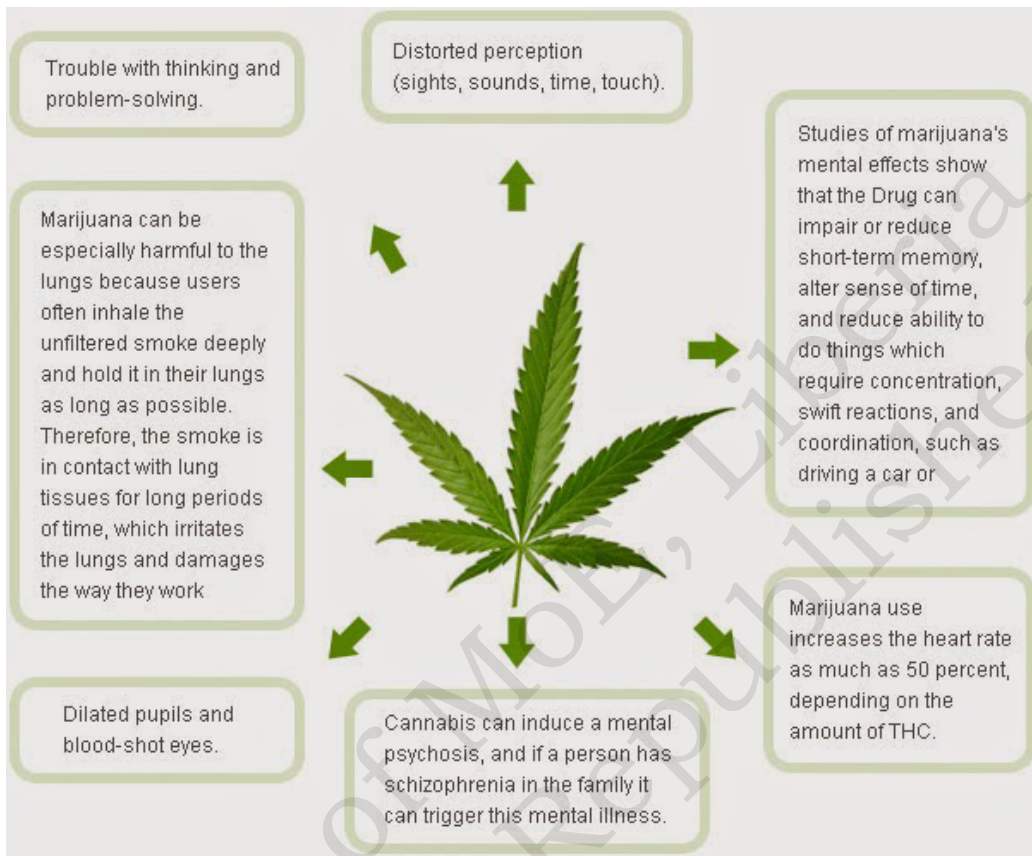 Trouble with thinking and
problem-solving.
Distorted perception
(sights, sounds, time, touch).
Studies of marijuana's
mental effects show
that the Drug can
impair or reduce
short-term memory,
alter sense of time,
and reduce ability to
do things which
require concentration,
swift reactions, and
coordination, such as
driving a car or
Marijuana can be
especially harmful to the
lungs because users
often inhale the
unfiltered smoke deeply
and hold it in their lungs
as long as possible.
Therefore, the smoke is
in contact with lung
tissues for long periods
of time, which irritates
the lungs and damages
the way they work
Marijuana use
increases the heart rate
as much as 50 percent,
depending on the
amount of THC.
Dilated pupils and
blood-shot eyes.
Cannabis can induce a mental
psychosis, and if a person has
schizophrenia in the family it
can trigger this mental illness.
of MoE, Liberia
Republishe